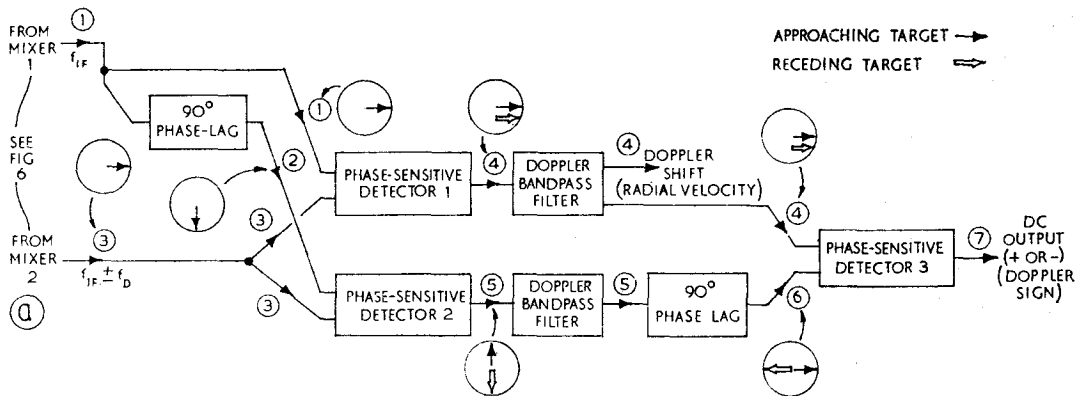 ①
FROM
MIXER
1
f_IF
SEE
FIG
6
FROM
MIXER
2
③
f_IF ± f_D
ⓐ
90°
PHASE-LAG
②
①
③
③
PHASE-SENSITIVE
DETECTOR 1
④
DOPPLER
BANDPASS
FILTER
④ DOPPLER
SHIFT
(RADIAL VELOCITY)
PHASE-SENSITIVE
DETECTOR 2
⑤
DOPPLER
BANDPASS
FILTER
⑤
90°
PHASE LAG
④
⑥
PHASE-SENSITIVE
DETECTOR 3
⑦
DC
OUTPUT
(+ OR -)
(DOPPLER
SIGN)
APPROACHING TARGET
RECEDING TARGET